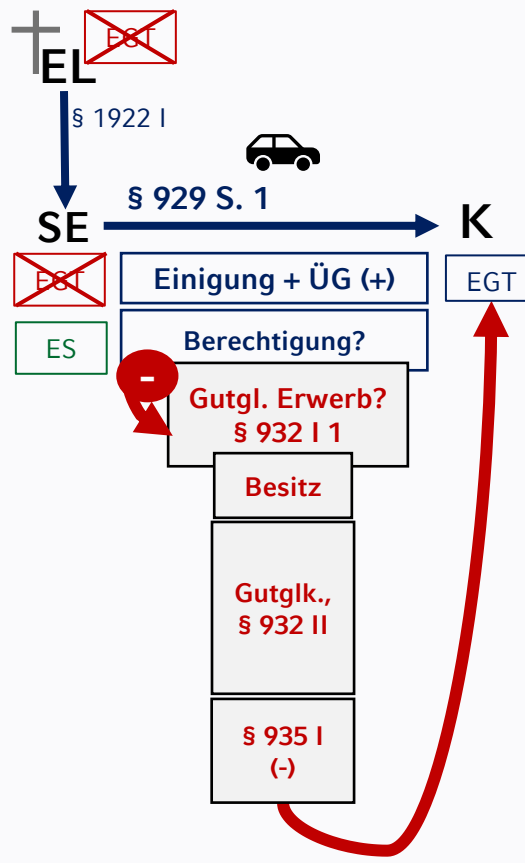 EGT
EL
§ 1922 I
§ 929 S. 1
SE
K
EGT
Einigung + ÜG (+)
EGT
ES
Berechtigung?
-
Gutgl. Erwerb?
§ 932 I 1
Besitz
Gutglk.,
§ 932 II
§ 935 I
(-)